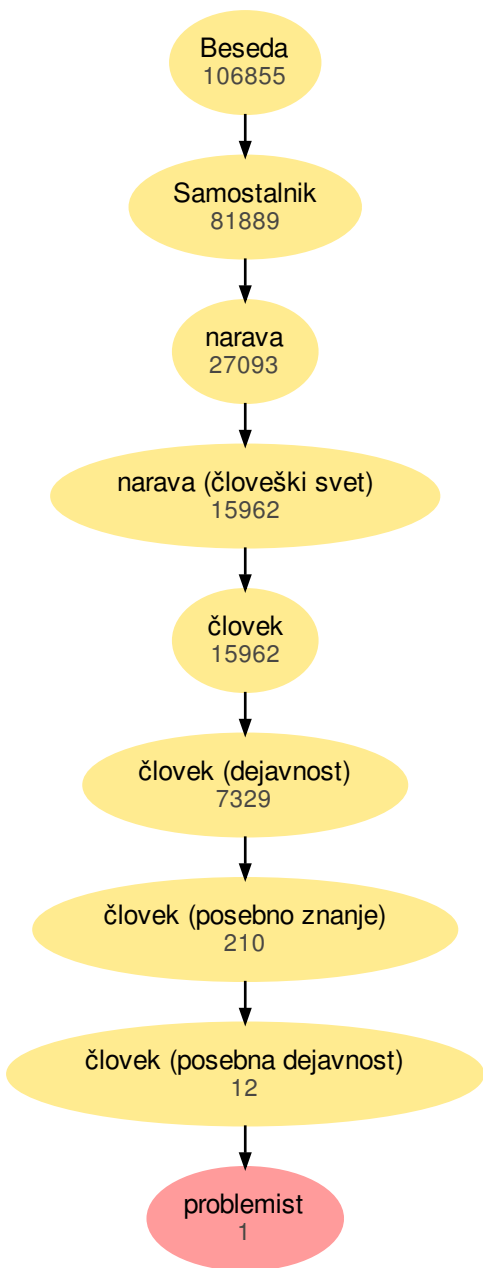 Beseda
106855
Samostalnik
81889
narava
27093
narava (človeški svet)
15962
človek
15962
človek (dejavnost)
7329
človek (posebno znanje)
210
človek (posebna dejavnost)
12
problemist
1